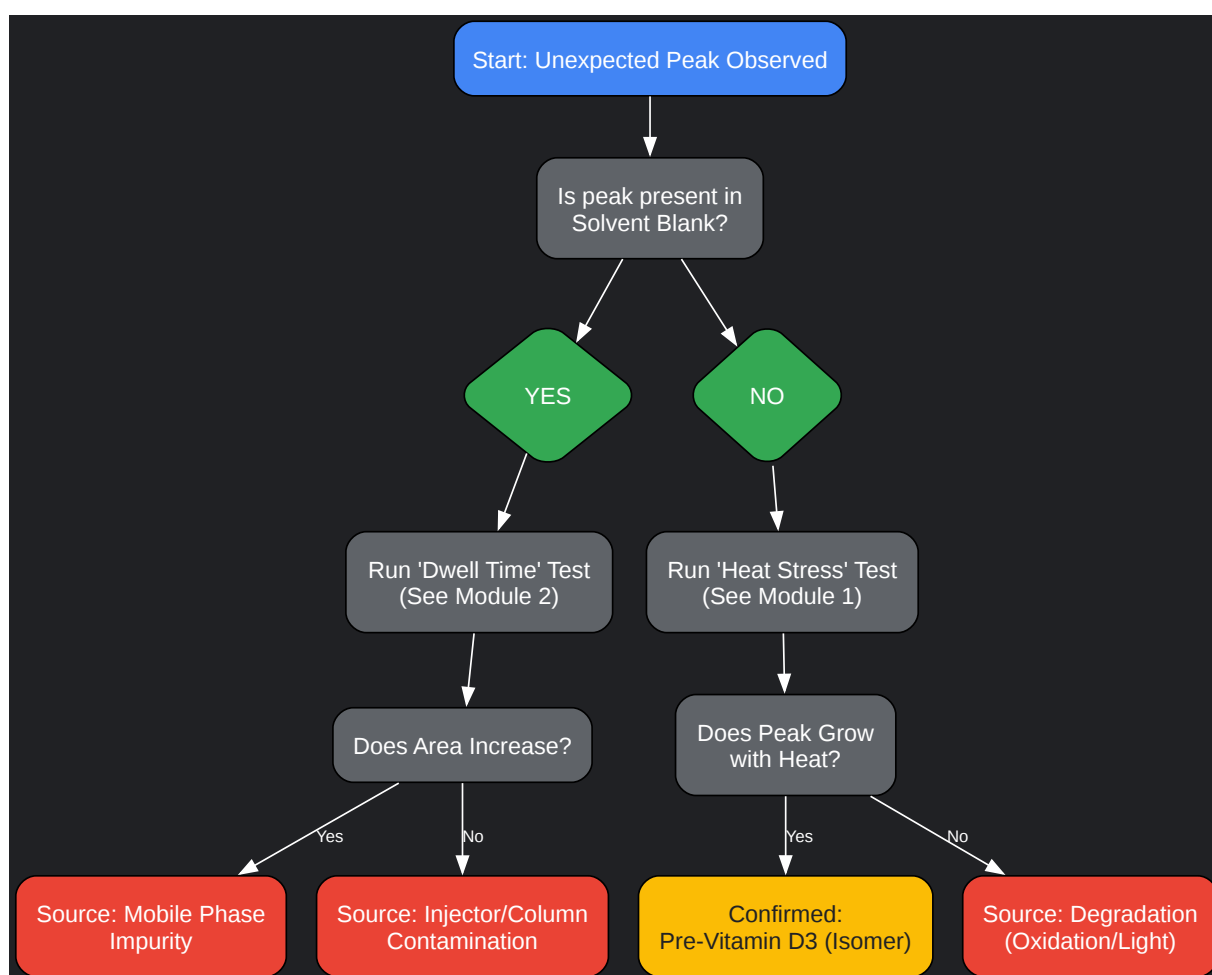 Start: Unexpected Peak Observed
Is peak present in
Solvent Blank?
YES
NO
Run 'Dwell Time' Test
(See Module 2)
Run 'Heat Stress' Test
(See Module 1)
Does Area Increase?
Does Peak Grow
with Heat?
Yes
No
Yes
No
Source: Mobile Phase
Impurity
Source: Injector/Column
Contamination
Confirmed:
Pre-Vitamin D3 (Isomer)
Source: Degradation
(Oxidation/Light)